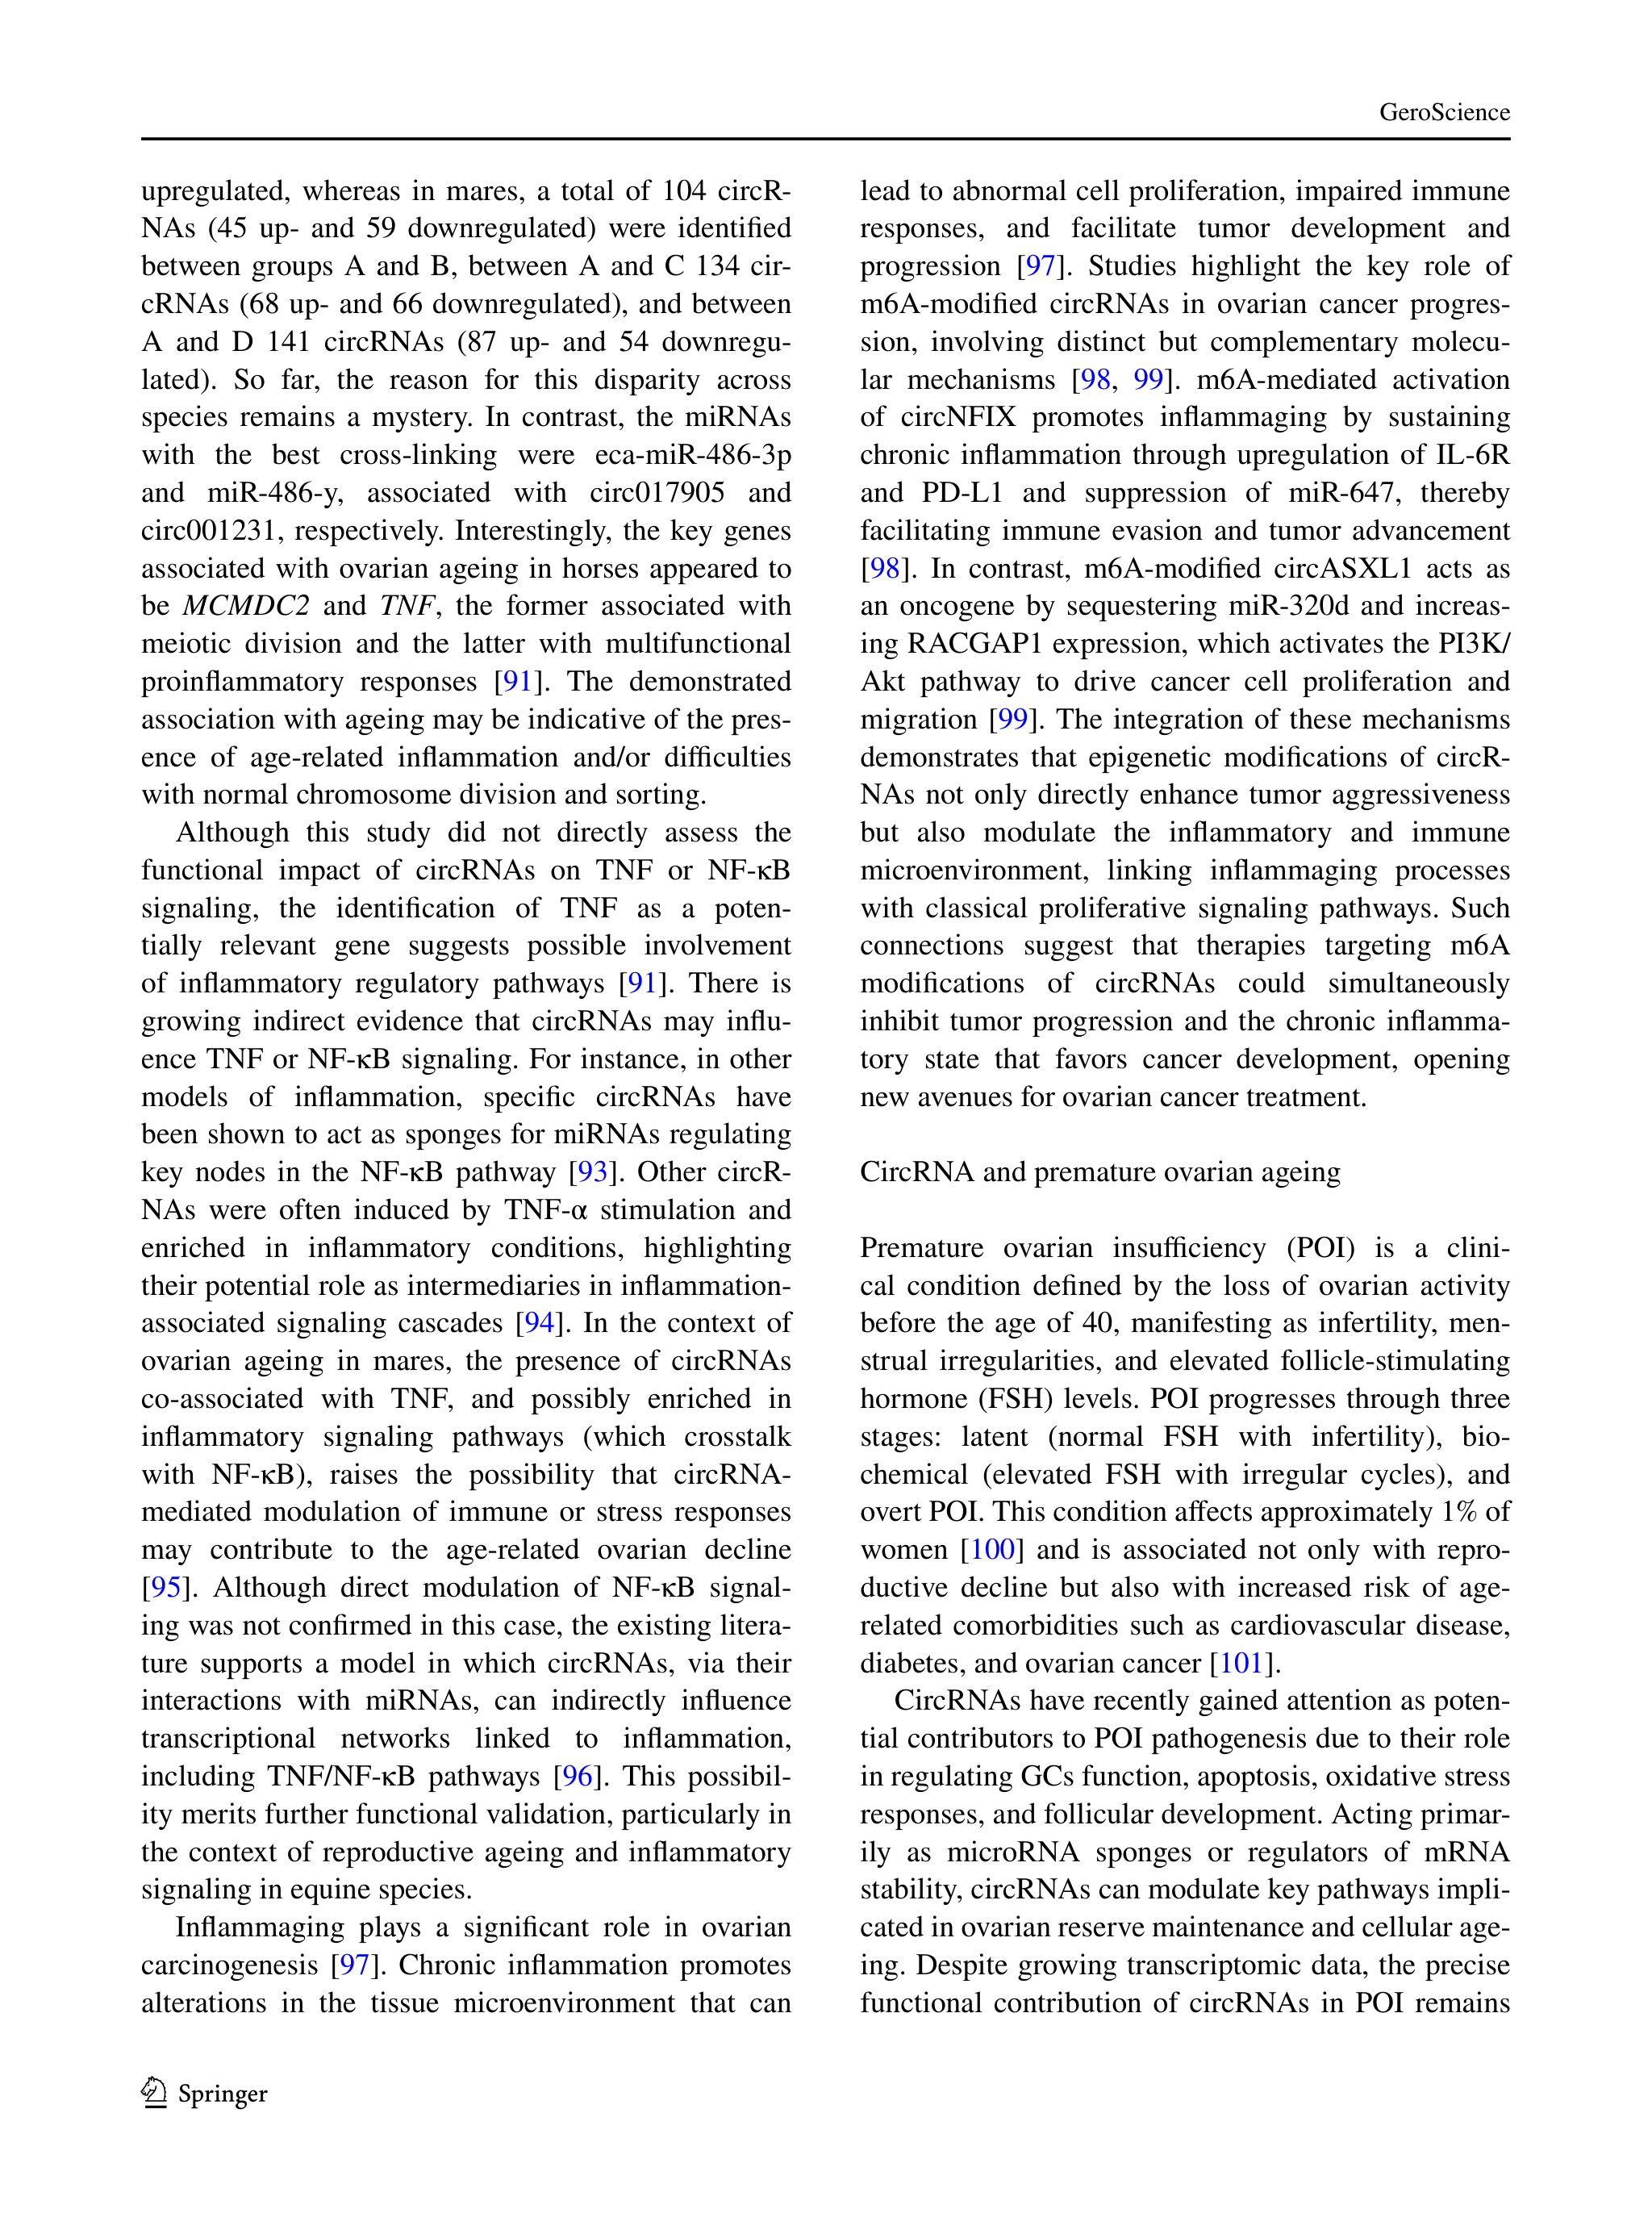 GeroScience
upregulated, whereas in mares, a total of 104 circR-
NAs (45 up- and 59 downregulated) were identified
between groups A and B, between A and C 134 cir-
cRNAs (68 up- and 66 downregulated), and between
A and D 141 circRNAs (87 up- and 54 downregu-
lated). So far, the reason for this disparity across
species remains a mystery. In contrast, the miRNAs
with the best cross-linking were eca-miR-486-3p
and miR-486-y, associated with circ017905 and
circ001231, respectively. Interestingly, the key genes
associated with ovarian ageing in horses appeared to
be MCMDC2 and TNF, the former associated with
meiotic division and the latter with multifunctional
proinflammatory responses [91]. The demonstrated
association with ageing may be indicative of the pres-
ence of age-related inflammation and/or difficulties
with normal chromosome division and sorting.
Although this study did not directly assess the
functional impact of circRNAs on TNF or NF-κB
signaling, the identification of TNF as a poten-
tially relevant gene suggests possible involvement
of inflammatory regulatory pathways [91]. There is
growing indirect evidence that circRNAs may influ-
ence TNF or NF-κB signaling. For instance, in other
models of inflammation, specific circRNAs have
been shown to act as sponges for miRNAs regulating
key nodes in the NF-κB pathway [93]. Other circR-
NAs were often induced by TNF-α stimulation and
enriched in inflammatory conditions, highlighting
their potential role as intermediaries in inflammation-
associated signaling cascades [94]. In the context of
ovarian ageing in mares, the presence of circRNAs
co-associated with TNF, and possibly enriched in
inflammatory signaling pathways (which crosstalk
with NF-κB), raises the possibility that circRNA-
mediated modulation of immune or stress responses
may contribute to the age-related ovarian decline
[95]. Although direct modulation of NF-κB signal-
ing was not confirmed in this case, the existing litera-
ture supports a model in which circRNAs, via their
interactions with miRNAs, can indirectly influence
transcriptional networks linked to inflammation,
including TNF/NF-κB pathways [96]. This possibil-
ity merits further functional validation, particularly in
the context of reproductive ageing and inflammatory
signaling in equine species.
Inflammaging plays a significant role in ovarian
carcinogenesis [97]. Chronic inflammation promotes
alterations in the tissue microenvironment that can
lead to abnormal cell proliferation, impaired immune
responses, and facilitate tumor development and
progression [97]. Studies highlight the key role of
m6A-modified circRNAs in ovarian cancer progres-
sion, involving distinct but complementary molecu-
lar mechanisms [98, 99]. m6A-mediated activation
of circNFIX promotes inflammaging by sustaining
chronic inflammation through upregulation of IL-6R
and PD-L1 and suppression of miR-647, thereby
facilitating immune evasion and tumor advancement
[98]. In contrast, m6A-modified circASXL1 acts as
an oncogene by sequestering miR-320d and increas-
ing RACGAP1 expression, which activates the PI3K/
Akt pathway to drive cancer cell proliferation and
migration [99]. The integration of these mechanisms
demonstrates that epigenetic modifications of circR-
NAs not only directly enhance tumor aggressiveness
but also modulate the inflammatory and immune
microenvironment, linking inflammaging processes
with classical proliferative signaling pathways. Such
connections suggest that therapies targeting m6A
modifications of circRNAs could simultaneously
inhibit tumor progression and the chronic inflamma-
tory state that favors cancer development, opening
new avenues for ovarian cancer treatment.
CircRNA and premature ovarian ageing
Premature ovarian insufficiency (POI) is a clini-
cal condition defined by the loss of ovarian activity
before the age of 40, manifesting as infertility, men-
strual irregularities, and elevated follicle-stimulating
hormone (FSH) levels. POI progresses through three
stages: latent (normal FSH with infertility), bio-
chemical (elevated FSH with irregular cycles), and
overt POI. This condition affects approximately 1% of
women [100] and is associated not only with repro-
ductive decline but also with increased risk of age-
related comorbidities such as cardiovascular disease,
diabetes, and ovarian cancer [101].
CircRNAs have recently gained attention as poten-
tial contributors to POI pathogenesis due to their role
in regulating GCs function, apoptosis, oxidative stress
responses, and follicular development. Acting primar-
ily as microRNA sponges or regulators of mRNA
stability, circRNAs can modulate key pathways impli-
cated in ovarian reserve maintenance and cellular age-
ing. Despite growing transcriptomic data, the precise
functional contribution of circRNAs in POI remains
Springer